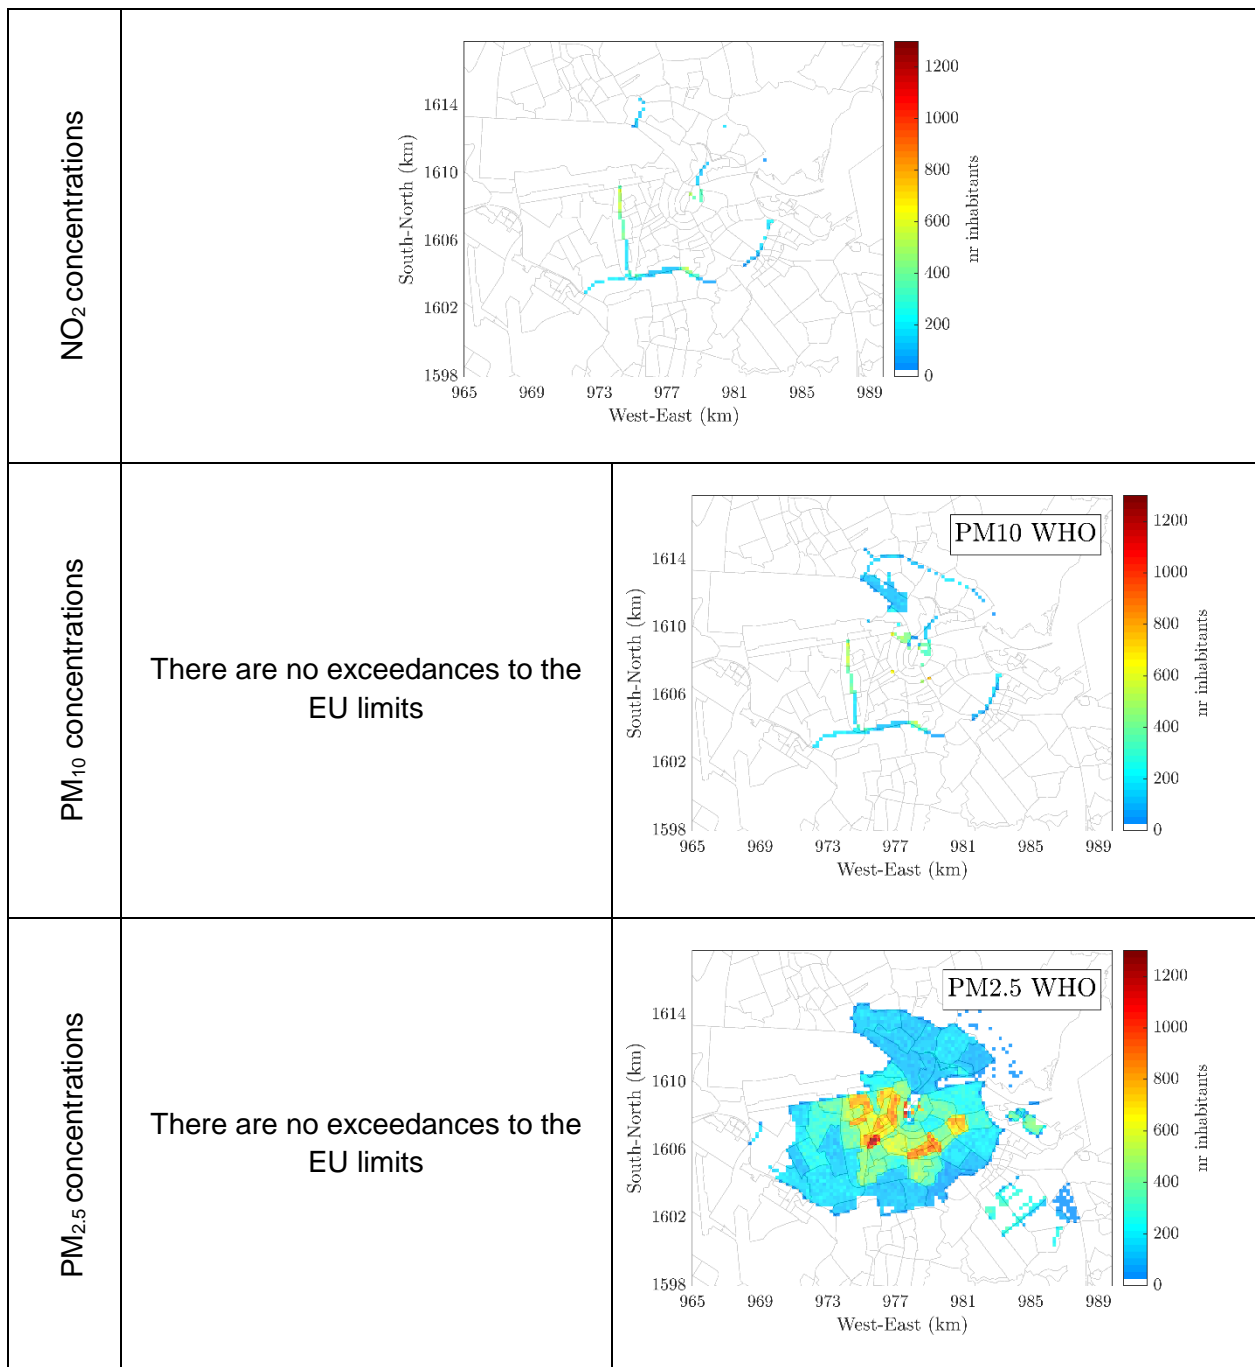 NO₂ concentrations
1614
1610
1606
1602
1598
South-North (km)
965 969 973 977 981 985 989
West-East (km)
1200
1000
800
600
400
200
0
nr inhabitants
PM₁₀ concentrations
There are no exceedances to the
EU limits
PM10 WHO
1614
1610
1606
1602
1598
South-North (km)
965 969 973 977 981 985 989
West-East (km)
1200
1000
800
600
400
200
0
nr inhabitants
PM₂.₅ concentrations
There are no exceedances to the
EU limits
PM2.5 WHO
1614
1610
1606
1602
1598
South-North (km)
965 969 973 977 981 985 989
West-East (km)
1200
1000
800
600
400
200
0
nr inhabitants